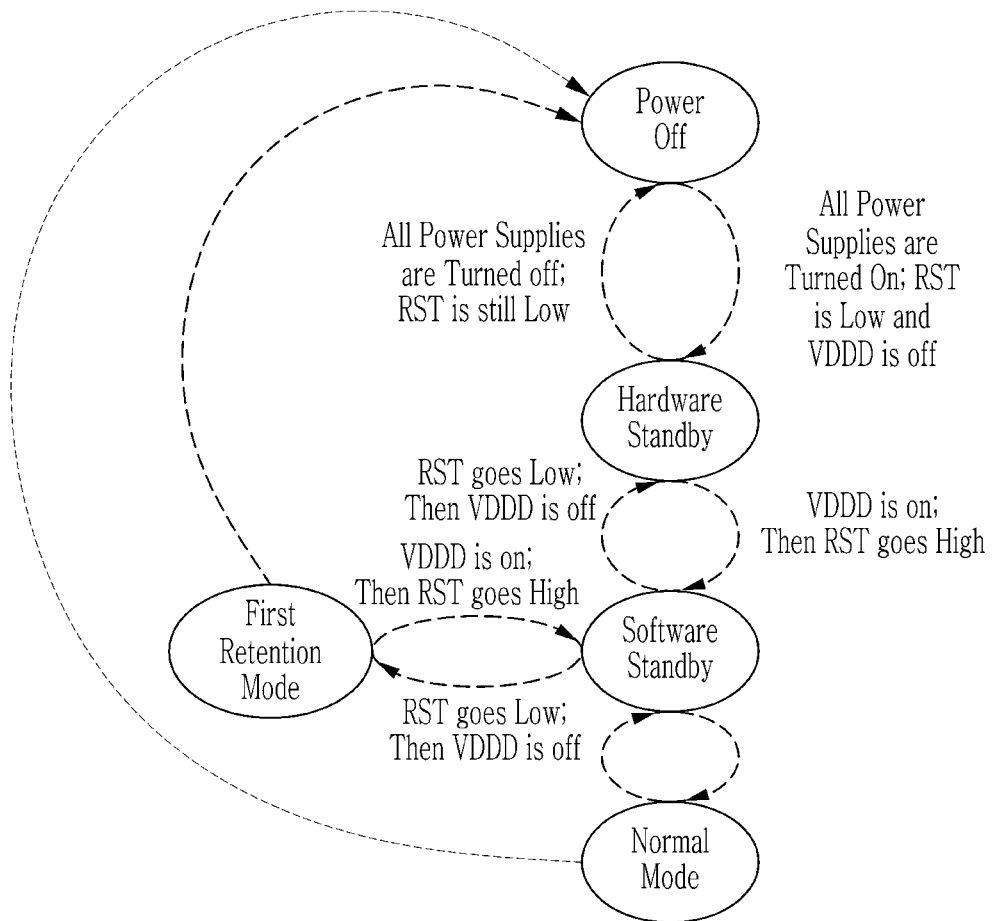 Power
Off
All Power Supplies
are Turned off;
RST is still Low
All Power
Supplies are
Turned On; RST
is Low and
VDDD is off
Hardware
Standby
RST goes Low;
Then VDDD is off
VDDD is on;
Then RST goes High
VDDD is on;
Then RST goes High
First
Retention
Mode
Software
Standby
RST goes Low;
Then VDDD is off
Normal
Mode